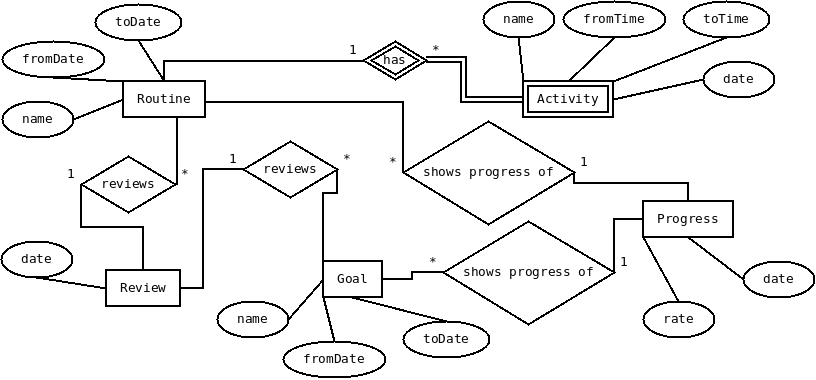 toDate
name
fromTime
toTime
1
*
fromDate
has
date
Routine
Activity
name
1
*
*
1
reviews
shows progress of
1
*
reviews
Progress
shows progress of
*
1
date
Review
Goal
date
name
rate
toDate
fromDate